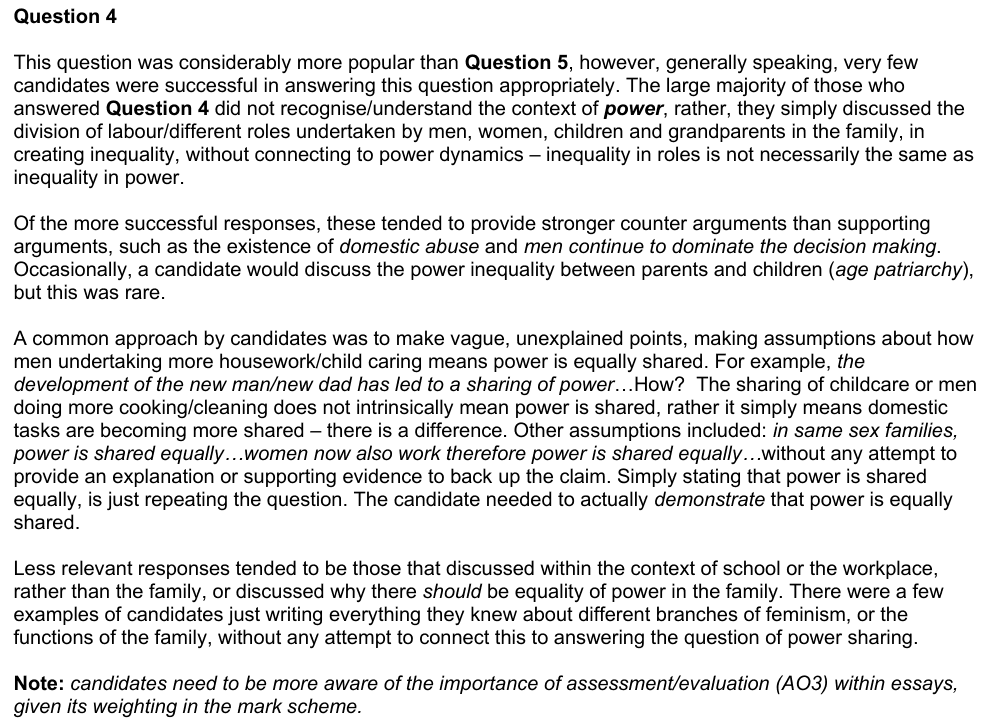 Question 4
This question was considerably more popular than Question 5, however, generally speaking, very few
candidates were successful in answering this question appropriately. The large majority of those who
answered Question 4 did not recognise/understand the context of power, rather, they simply discussed the
division of labour/different roles undertaken by men, women, children and grandparents in the family, in
creating inequality, without connecting to power dynamics – inequality in roles is not necessarily the same as
inequality in power.
Of the more successful responses, these tended to provide stronger counter arguments than supporting
arguments, such as the existence of domestic abuse and men continue to dominate the decision making.
Occasionally, a candidate would discuss the power inequality between parents and children (age patriarchy),
but this was rare.
A common approach by candidates was to make vague, unexplained points, making assumptions about how
men undertaking more housework/child caring means power is equally shared. For example, the
development of the new man/new dad has led to a sharing of power…How?  The sharing of childcare or men
doing more cooking/cleaning does not intrinsically mean power is shared, rather it simply means domestic
tasks are becoming more shared – there is a difference. Other assumptions included: in same sex families,
power is shared equally…women now also work therefore power is shared equally…without any attempt to
provide an explanation or supporting evidence to back up the claim. Simply stating that power is shared
equally, is just repeating the question. The candidate needed to actually demonstrate that power is equally
shared.
Less relevant responses tended to be those that discussed within the context of school or the workplace,
rather than the family, or discussed why there should be equality of power in the family. There were a few
examples of candidates just writing everything they knew about different branches of feminism, or the
functions of the family, without any attempt to connect this to answering the question of power sharing.
Note: candidates need to be more aware of the importance of assessment/evaluation (AO3) within essays,
given its weighting in the mark scheme.